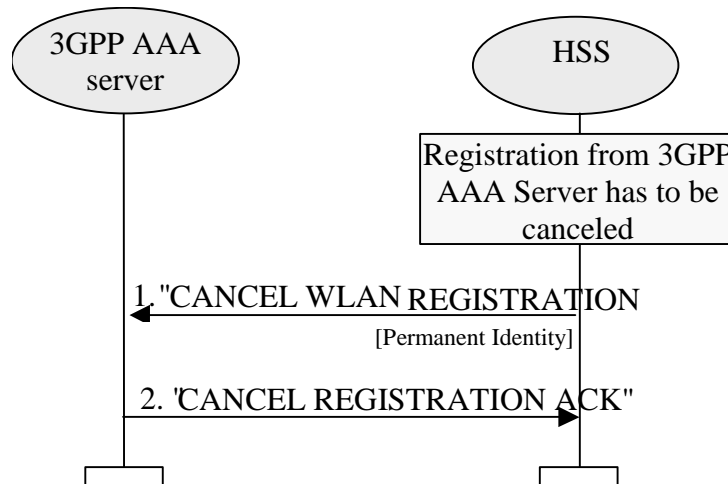 3GPP AAA
server
HSS
Registration from 3GPP
AAA Server has to be
canceled
1. "CANCEL WLAN REGISTRATION
[Permanent Identity]
2. "CANCEL REGISTRATION ACK"